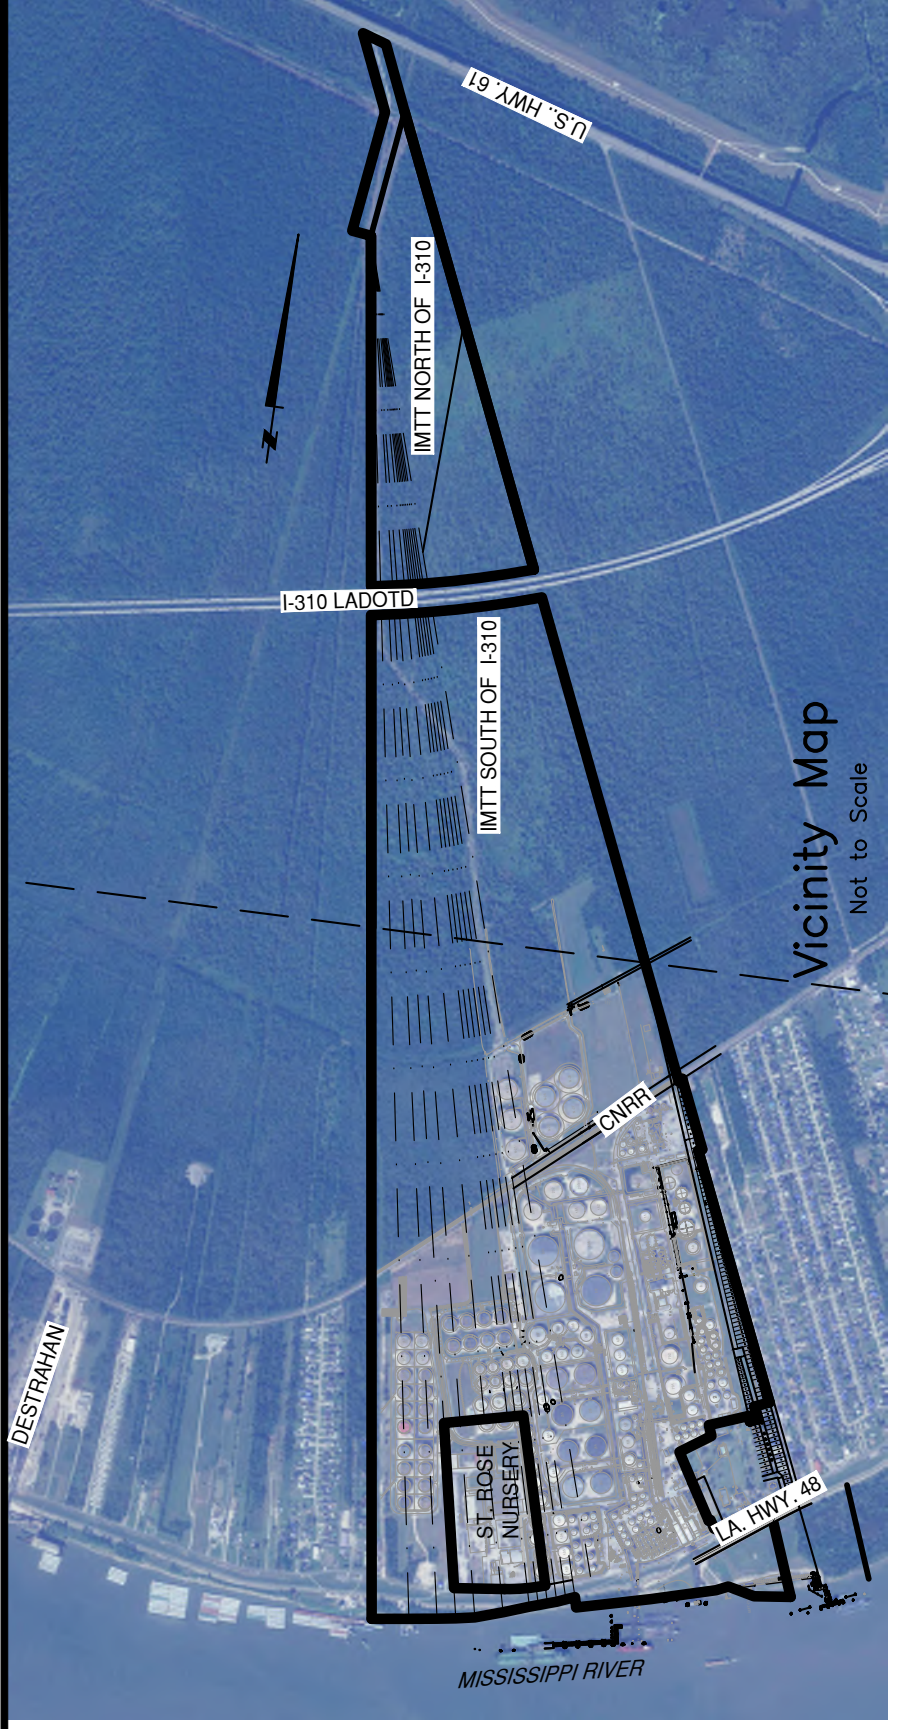 U.S., HWY. 61
IMTT NORTH OF I-310
N
I-310 LADOTD
IMTT SOUTH OF I-310
Vicinity Map
Not to Scale
CNRR
DESTRAHAN
ST. ROSE
NURSERY
LA. HWY. 48
MISSISSIPPI RIVER